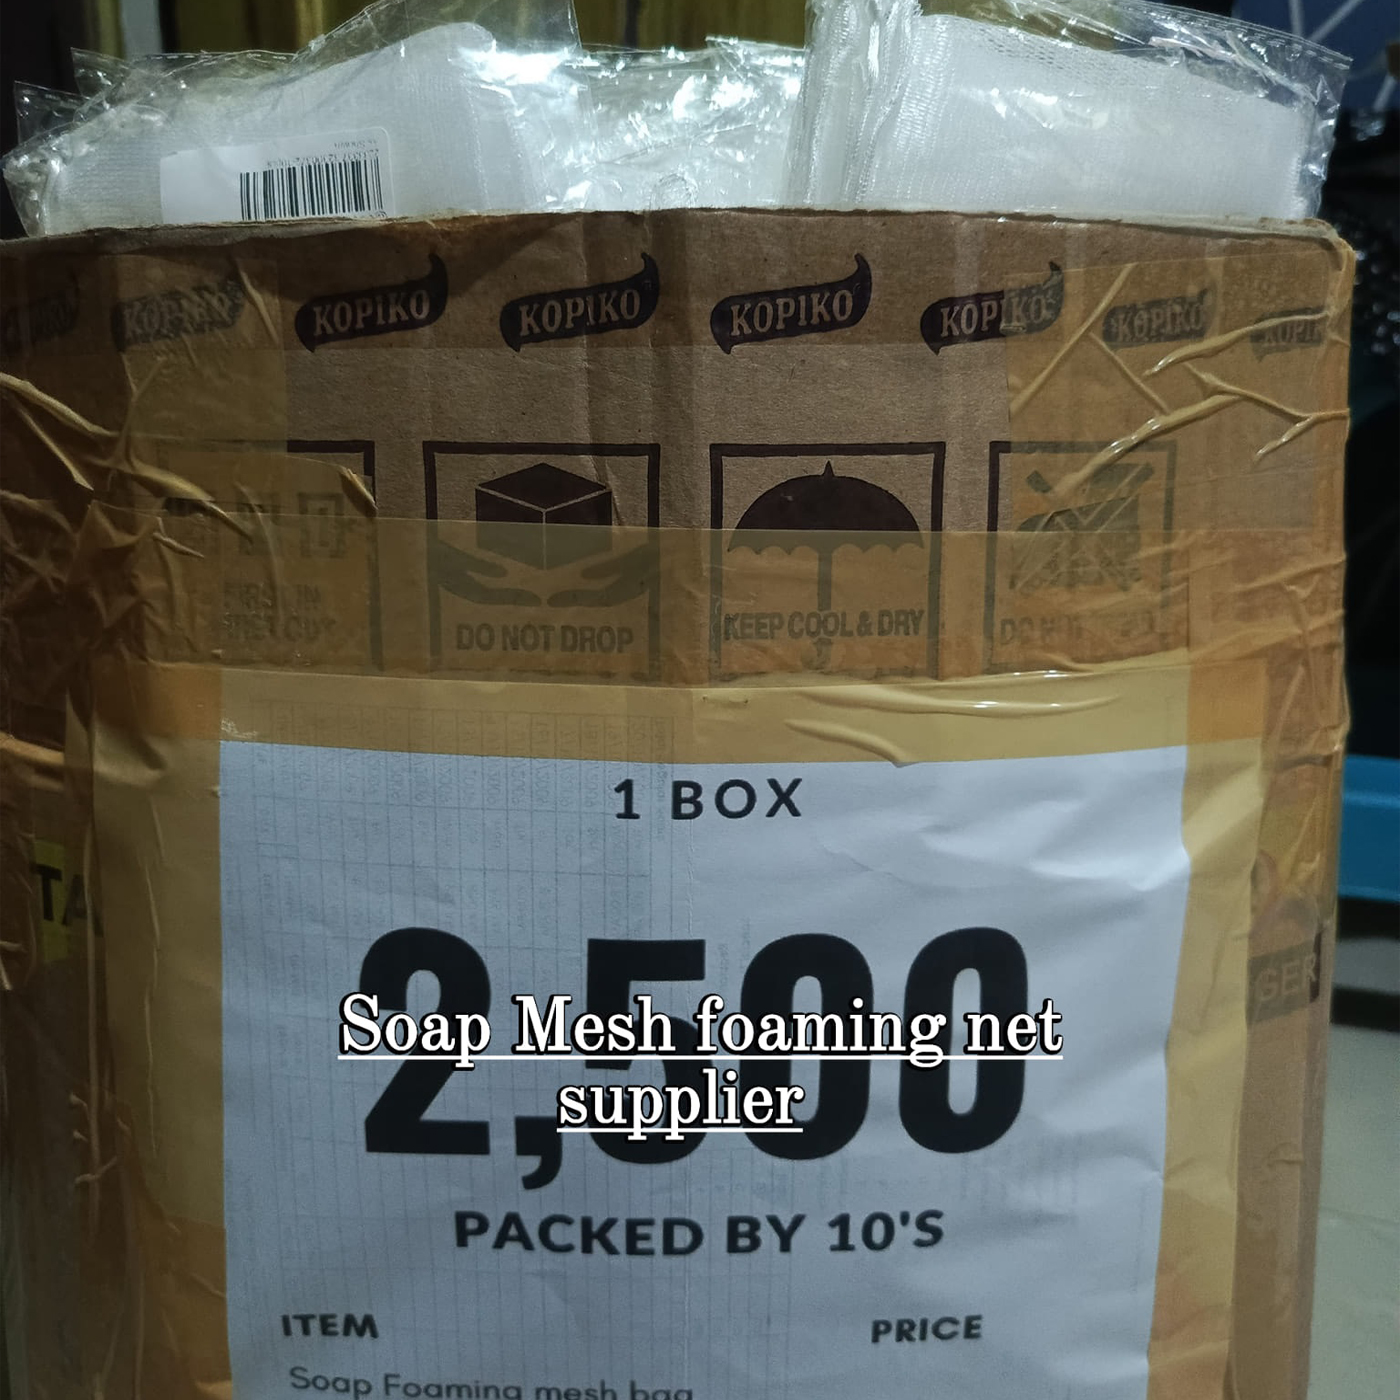 KOPIKO KOPIKO KOPIKO KOPIKO KOPIKO KOPIKO
DO NOT DROP
KEEP COOL & DRY
1 BOX
2,500
Soap Mesh foaming net
supplier
PACKED BY 10'S
ITEM PRICE
Soap Foaming mesh bag